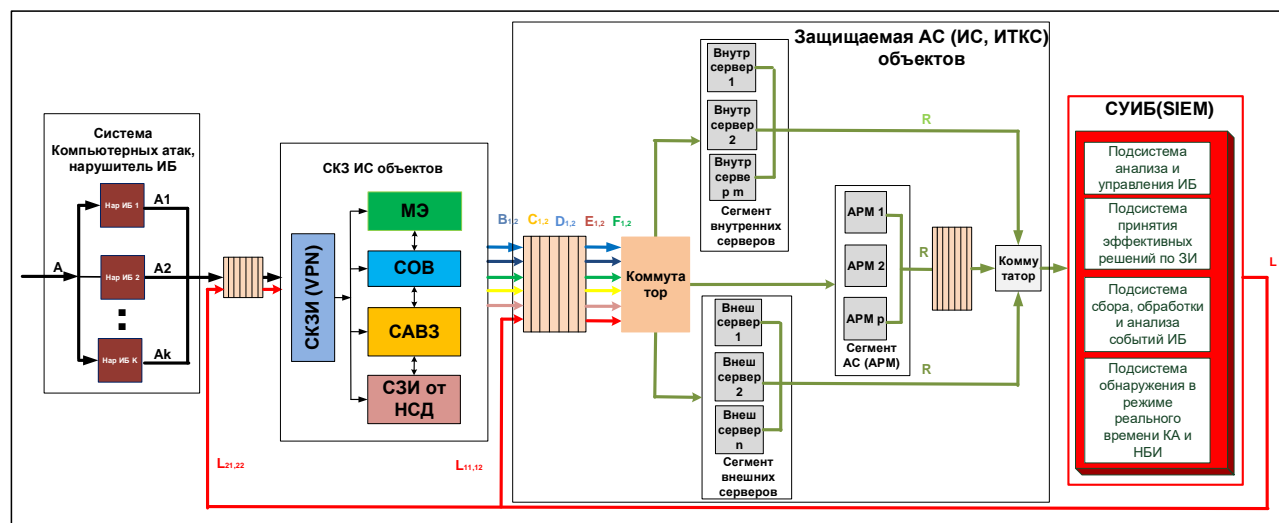 Система
Компьютерных атак,
нарушитель ИБ
A
Нар ИБ 1
A1
Нар ИБ 2
A2
Нар ИБ К
Ak
СКЗ ИС объектов
СКЗИ (VPN)
МЭ
СОВ
САВЗ
СЗИ от
НСД
L21,22
L11,12
B1,2 C1,2 D1,2 E1,2 F1,2
Коммута
тор
Защищаемая АС (ИС, ИТКС)
объектов
Внутр
сервер
1
Внутр
сервер
2
Внутр
серве
р m
Сегмент
внутренних
серверов
R
АРМ 1
АРМ 2
АРМ р
Сегмент
АС (АРМ)
R
Внеш
сервер
1
Внеш
сервер
2
Внеш
сервер
n
Сегмент
внешних
серверов
R
Комму
татор
СУИБ(SIEM)
Подсистема
анализа и
управления ИБ
Подсистема
принятия
эффективных
решений по ЗИ
Подсистема
сбора, обработки
и анализа
событий ИБ
Подсистема
обнаружения в
режиме
реального
времени КА и
НБИ
L